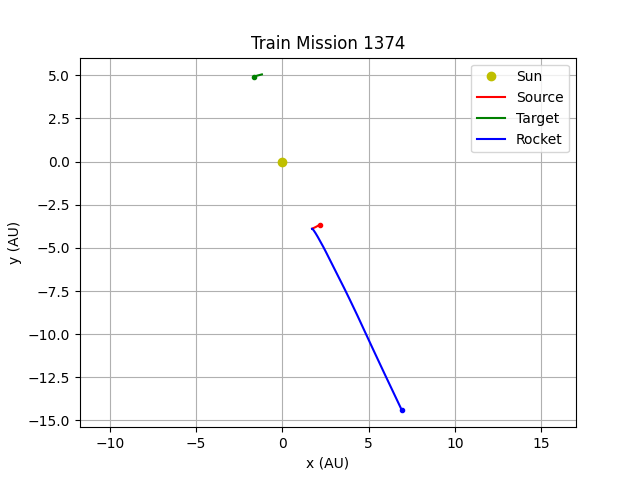 Train Mission 1374
Sun
Source
Target
Rocket
5.0
2.5
0.0
−2.5
−5.0
−7.5
−10.0
−12.5
−15.0
y (AU)
−10
−5
0
5
10
15
x (AU)